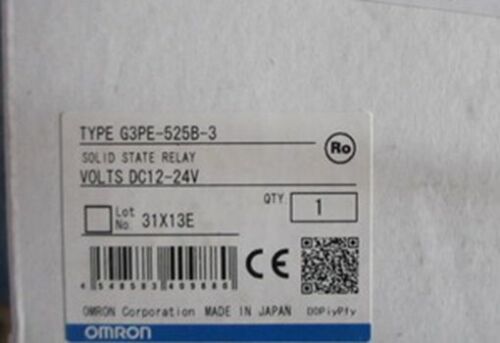 TYPE G3PE-525B-3
Ro
SOLID STATE RELAY
VOLTS DC12-24V
Lot No. 31X13E
QTY. 1
CE
OMRON Corporation MADE IN JAPAN
OMRON